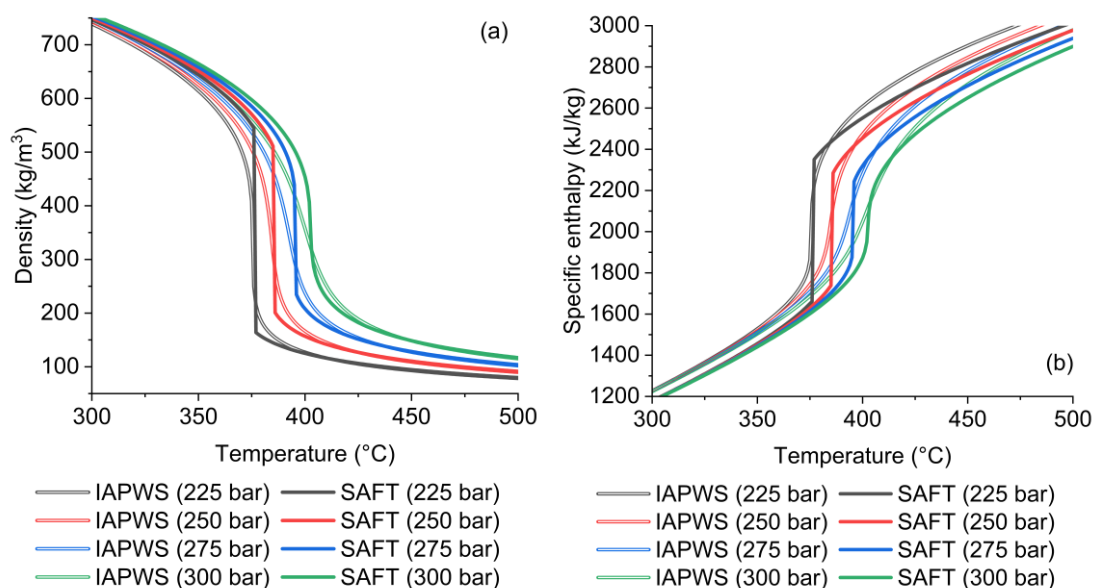 (a)
Density (kg/m³)
700
600
500
400
300
200
100
300 350 400 450 500
Temperature (°C)
IAPWS (225 bar) SAFT (225 bar)
IAPWS (250 bar) SAFT (250 bar)
IAPWS (275 bar) SAFT (275 bar)
IAPWS (300 bar) SAFT (300 bar)
(b)
Specific enthalpy (kJ/kg)
3000
2800
2600
2400
2200
2000
1800
1600
1400
1200
300 350 400 450 500
Temperature (°C)
IAPWS (225 bar) SAFT (225 bar)
IAPWS (250 bar) SAFT (250 bar)
IAPWS (275 bar) SAFT (275 bar)
IAPWS (300 bar) SAFT (300 bar)